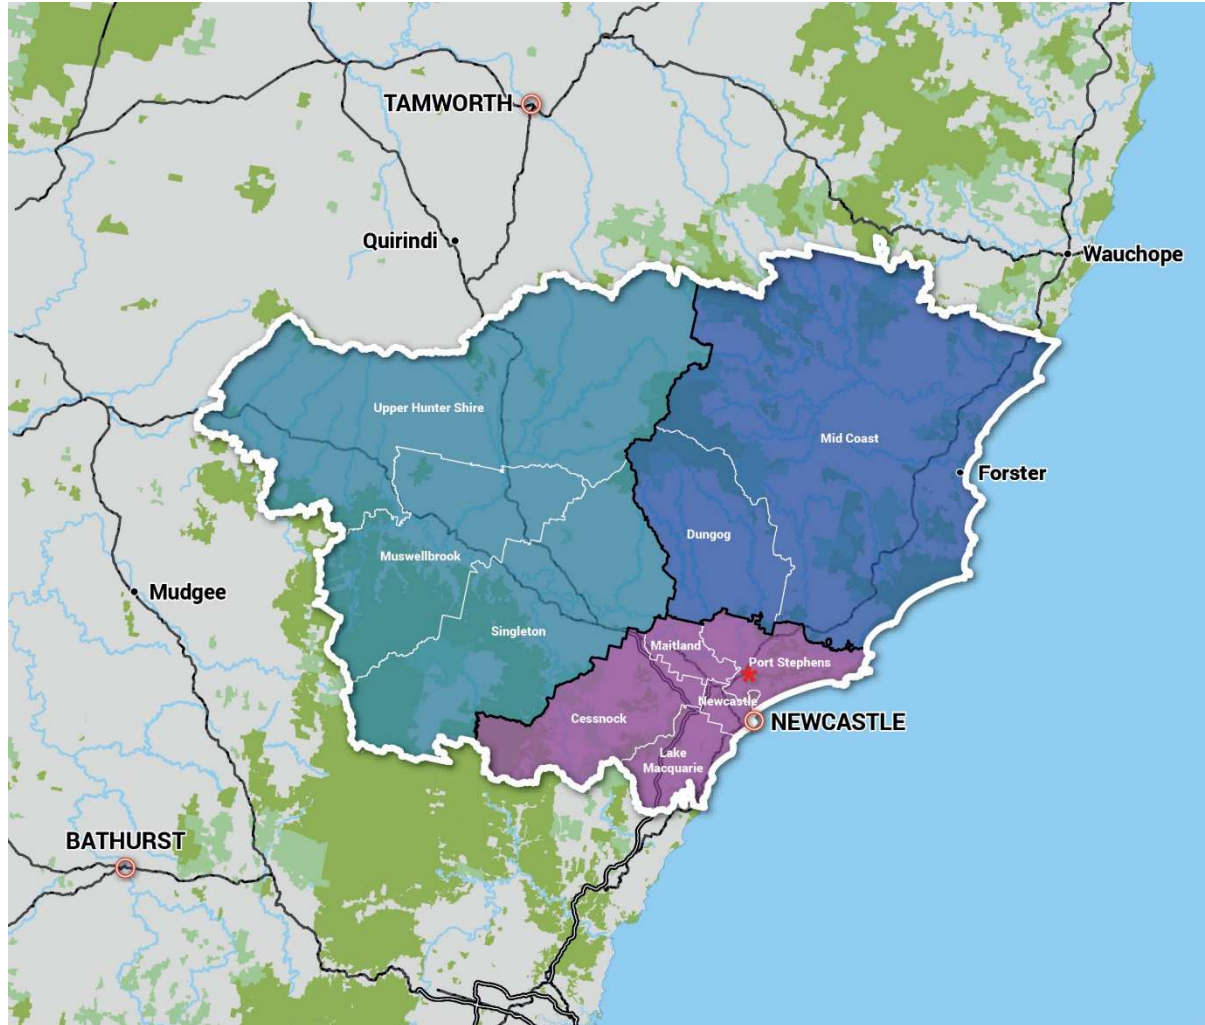 TAMWORTH
Quirindi
Wauchope
Upper Hunter Shire
Mid Coast
Forster
Dungog
Muswellbrook
Mudgee
Singleton
Maitland
Port Stephens
Newcastle
Cessnock
NEWCASTLE
Lake
Macquarie
BATHURST